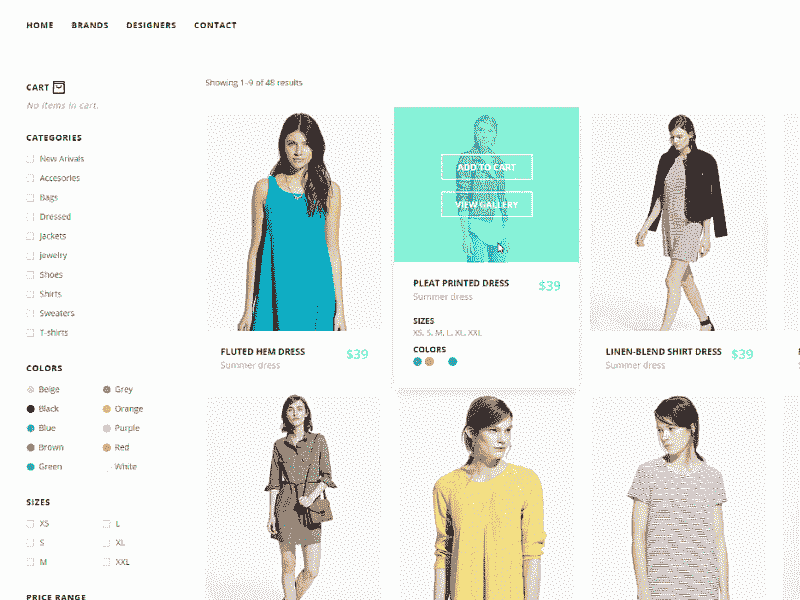 HOME BRANDS DESIGNERS CONTACT
CART
No items in cart.
CATEGORIES
New Arivals
Accesories
Bags
Dressed
Jackets
Jewelry
Shoes
Shirts
Sweaters
T-shirts
COLORS
Beige Grey
Black Orange
Blue Purple
Brown Red
Green White
SIZES
XS L
S XL
M XXL
PRICE RANGE
Showing 1-9 of 48 results
FLUTED HEM DRESS $39
Summer dress
ADD TO CART
VIEW GALLERY
PLEAT PRINTED DRESS $39
Summer dress
SIZES
XS, S, M, L, XL, XXL
COLORS
LINEN-BLEND SHIRT DRESS $39
Summer dress